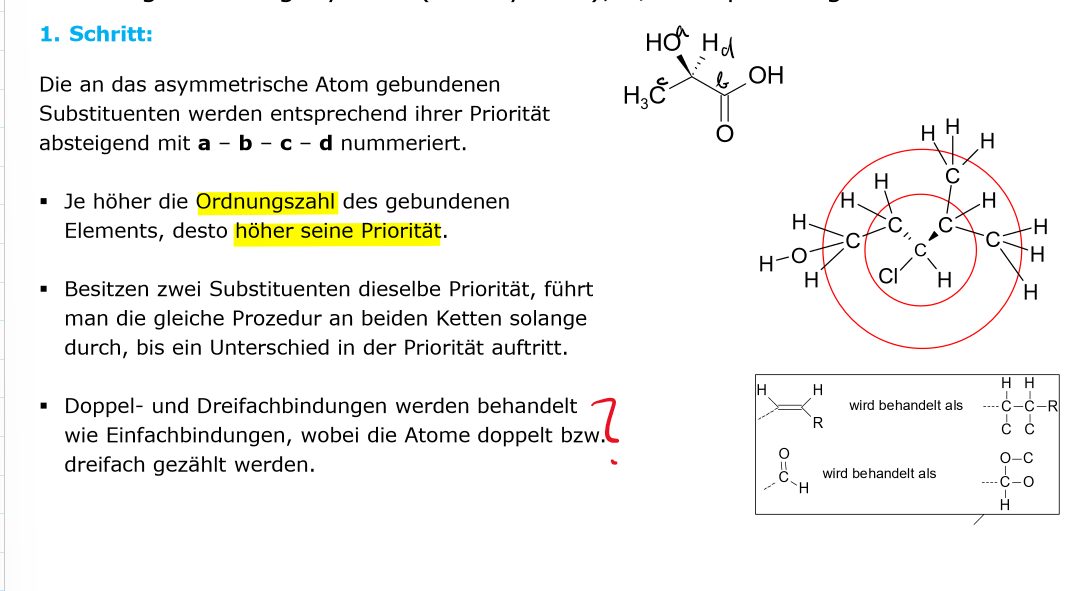 1. Schritt:
Die an das asymmetrische Atom gebundenen
Substituenten werden entsprechend ihrer Priorität
absteigend mit a – b – c – d nummeriert.
▪ Je höher die Ordnungszahl des gebundenen
Elements, desto höher seine Priorität.
▪ Besitzen zwei Substituenten dieselbe Priorität, führt
man die gleiche Prozedur an beiden Ketten solange
durch, bis ein Unterschied in der Priorität auftritt.
▪ Doppel- und Dreifachbindungen werden behandelt
wie Einfachbindungen, wobei die Atome doppelt bzw.
dreifach gezählt werden.
?
HO a H d
c b OH
H3C
O
H H H
C
H H
H C C H
H C C H
H–O C H
H Cl H H
H H H H
wird behandelt als C–C–R
R C C
O O–C
C wird behandelt als C–O
H H